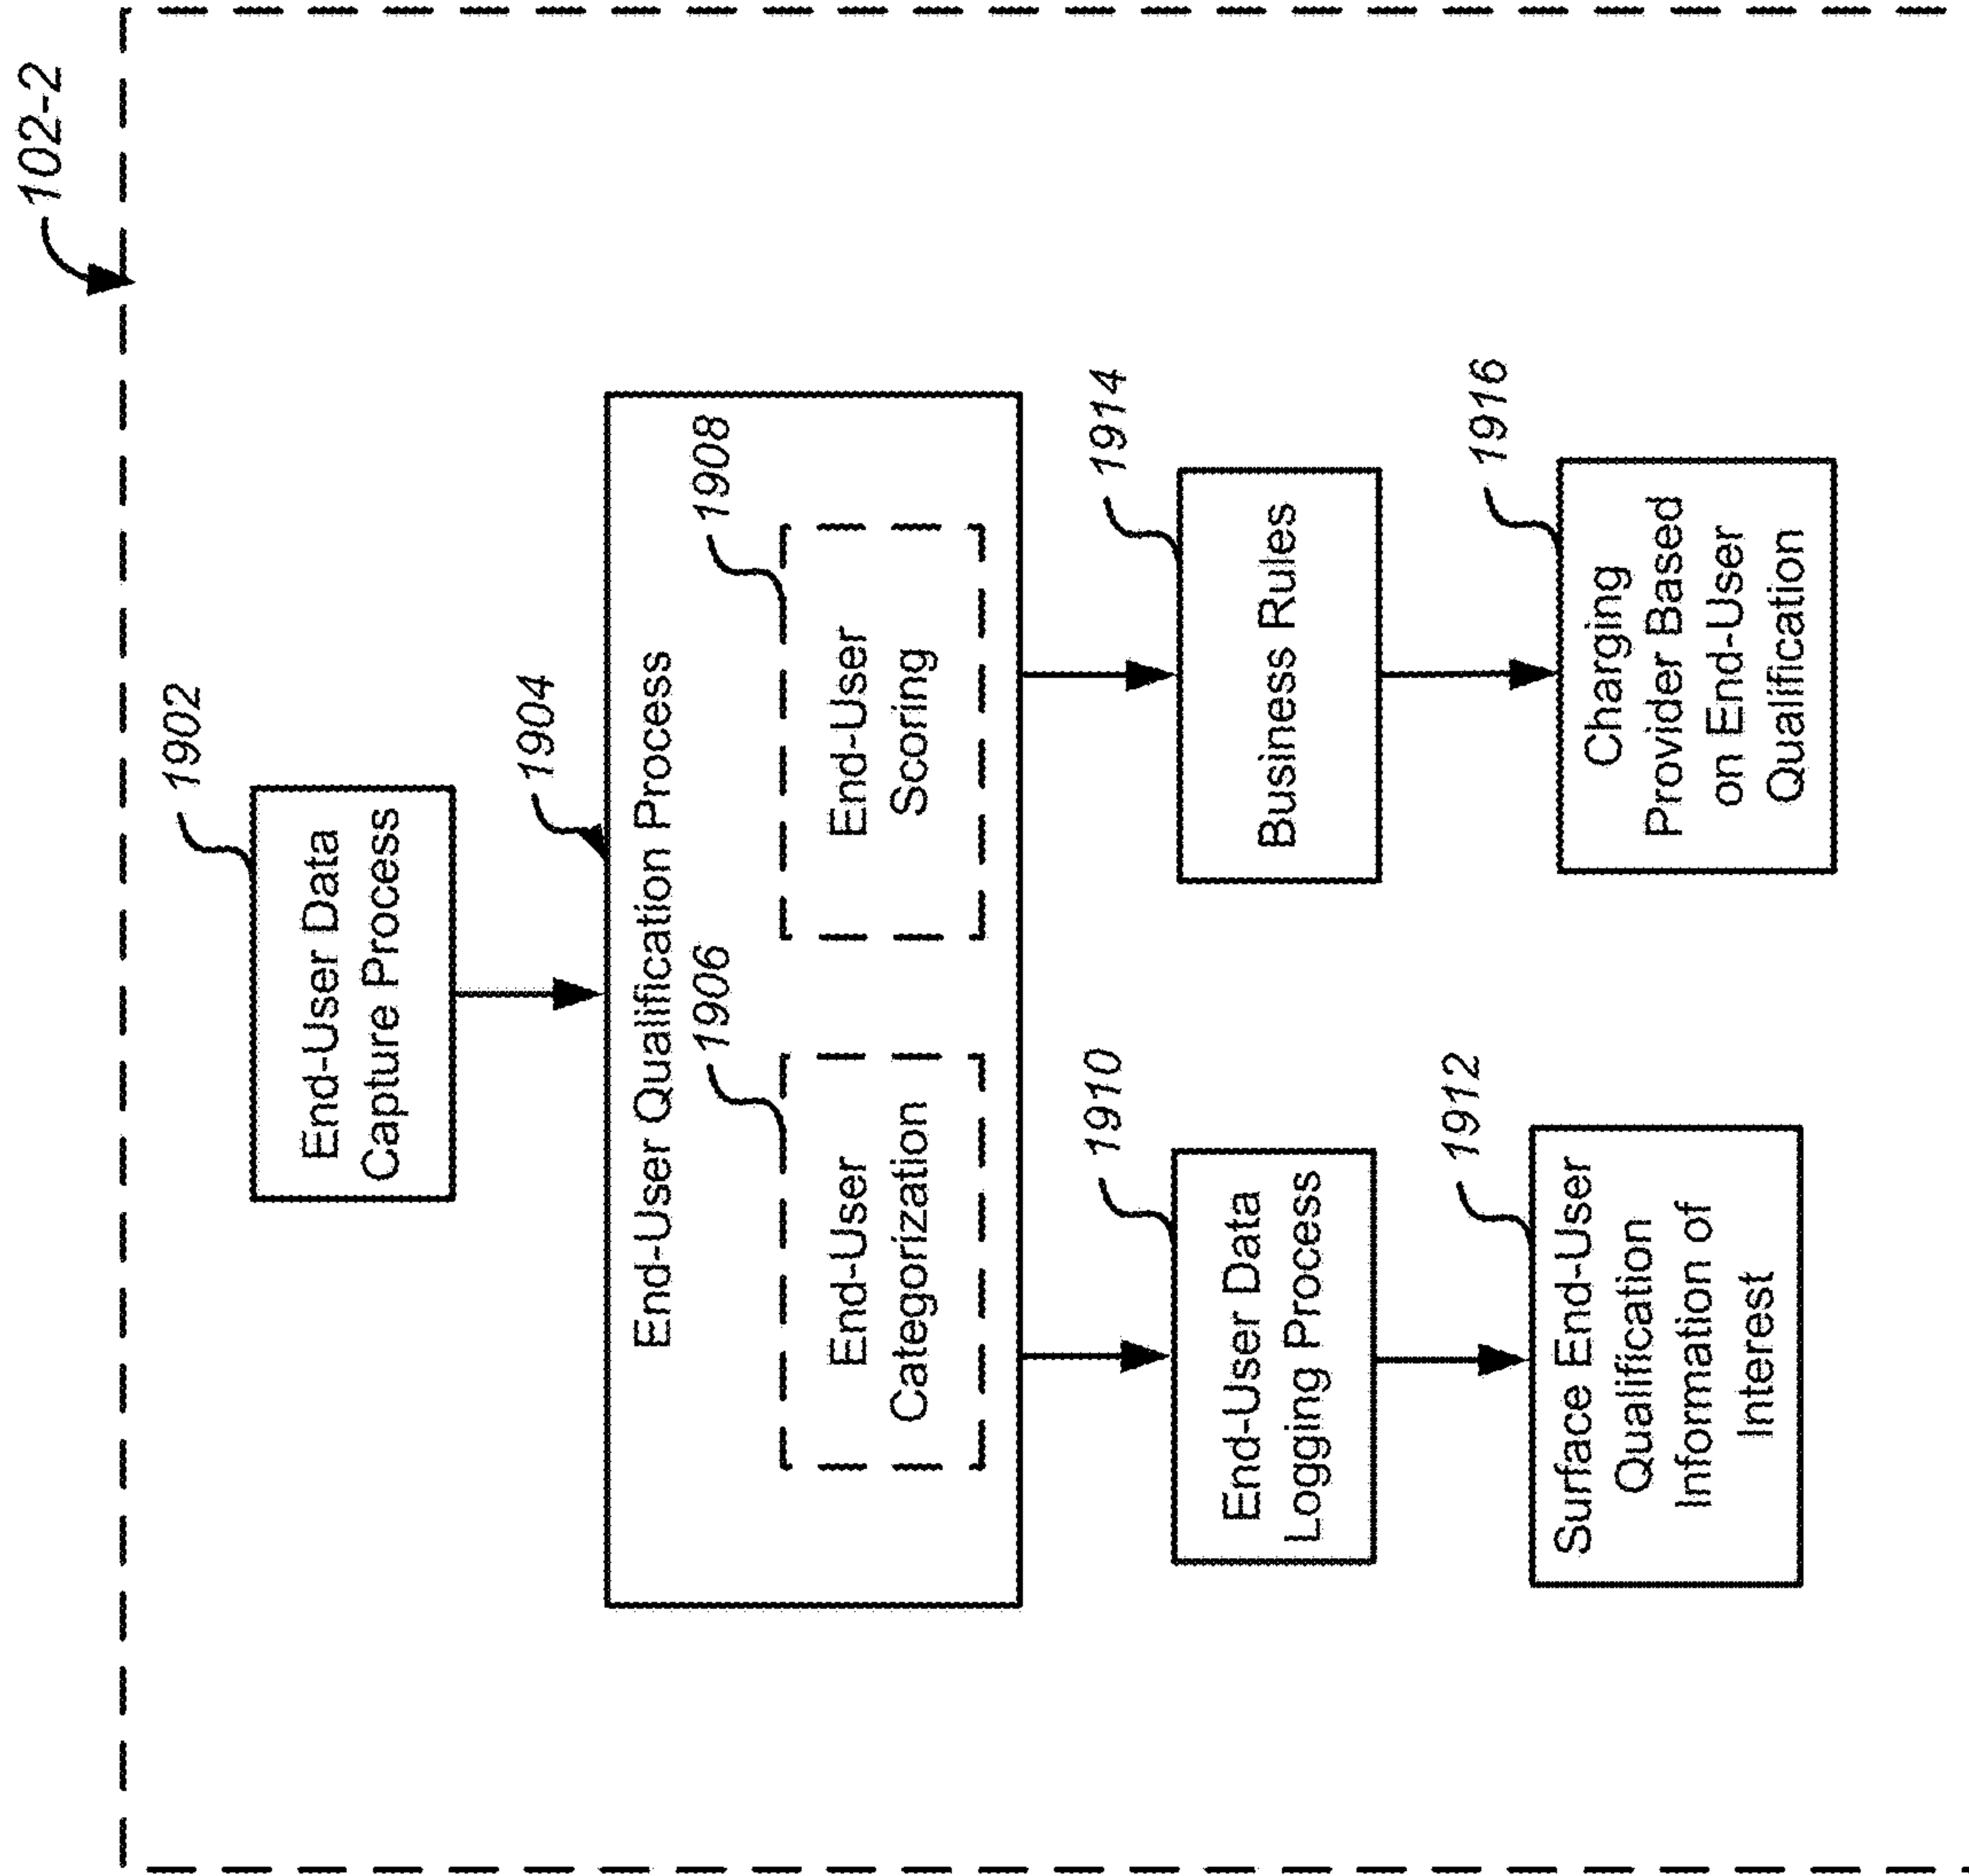 102-2
1902
End-User Data
Capture Process
1904
End-User Qualification Process
1906
End-User
Categorization
1908
End-User
Scoring
1910
End-User Data
Logging Process
1912
Surface End-User
Qualification
Information of
Interest
1914
Business Rules
1916
Charging
Provider Based
on End-User
Qualification